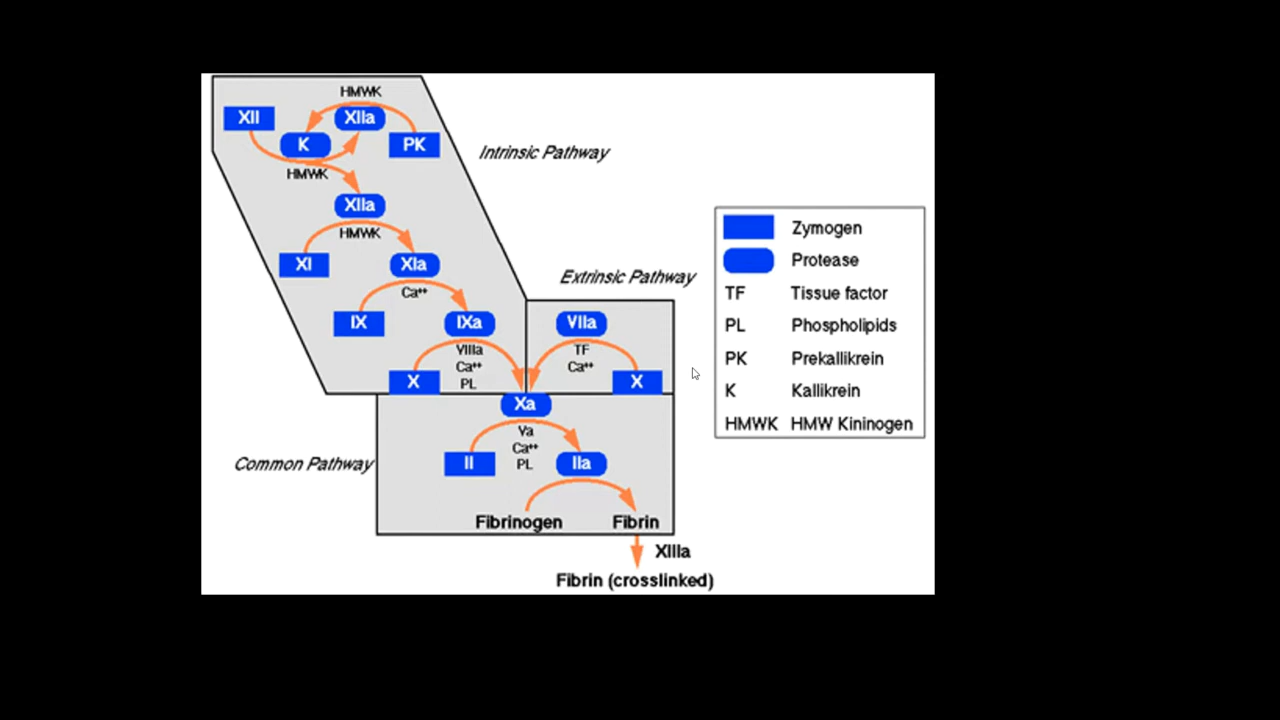 HMWK
XII
XIIa
K
PK
Intrinsic Pathway
HMWK
XIIa
HMWK
XI
XIa
Ca++
Extrinsic Pathway
IX
IXa
VIIa
VIIIa
TF
Ca++
Ca++
X
PL
X
Xa
Va
Ca++
Common Pathway
II
PL
IIa
Fibrinogen
Fibrin
XIIIa
Fibrin (crosslinked)
Zymogen
Protease
TF Tissue factor
PL Phospholipids
PK Prekallikrein
K Kallikrein
HMWK HMW Kininogen